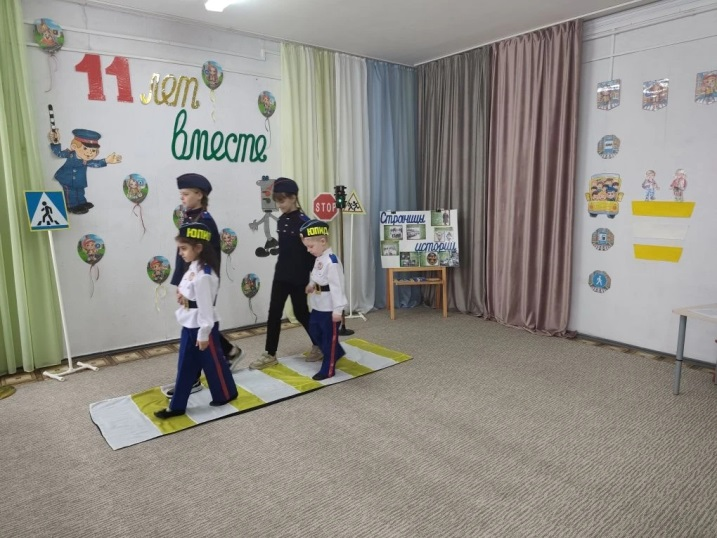 11 лет
вместе
STOP
ЮПИД
ЮПИД
Страницы
истории